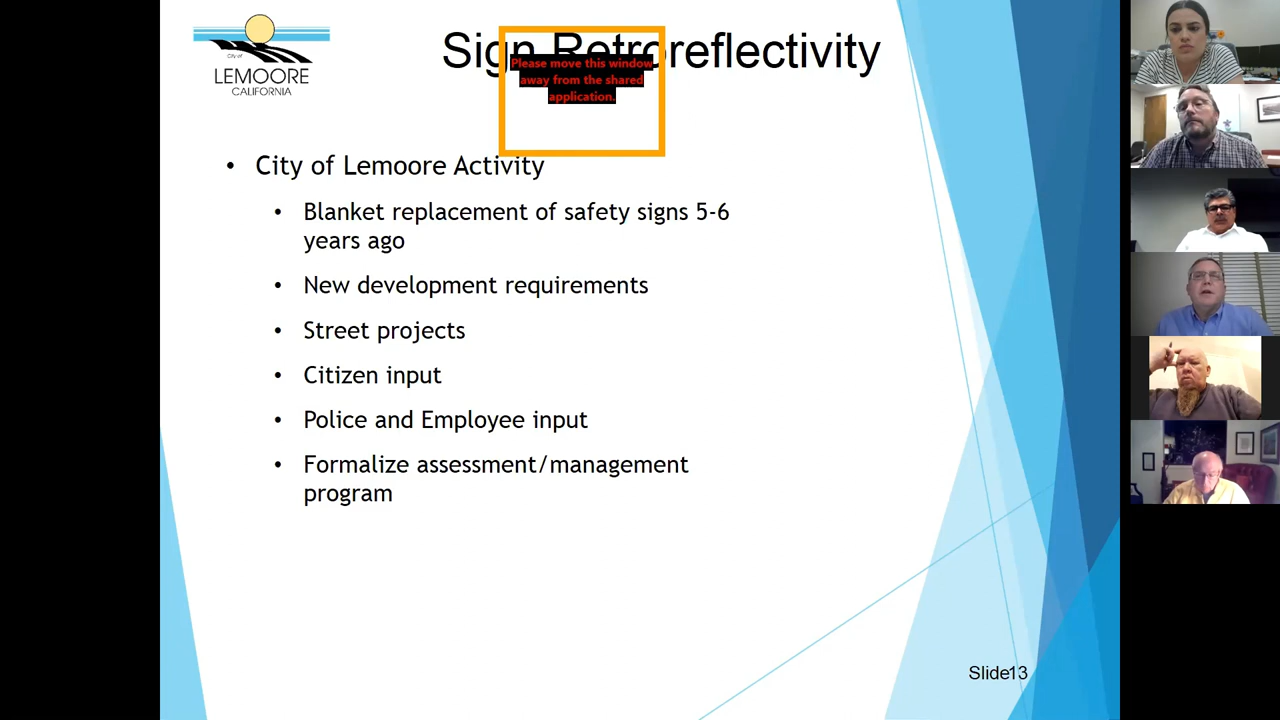 City of
LEMOORE
CALIFORNIA
Sign Retroreflectivity
Please move this window
away from the shared
application.
• City of Lemoore Activity
• Blanket replacement of safety signs 5-6
years ago
• New development requirements
• Street projects
• Citizen input
• Police and Employee input
• Formalize assessment/management
program
Slide13